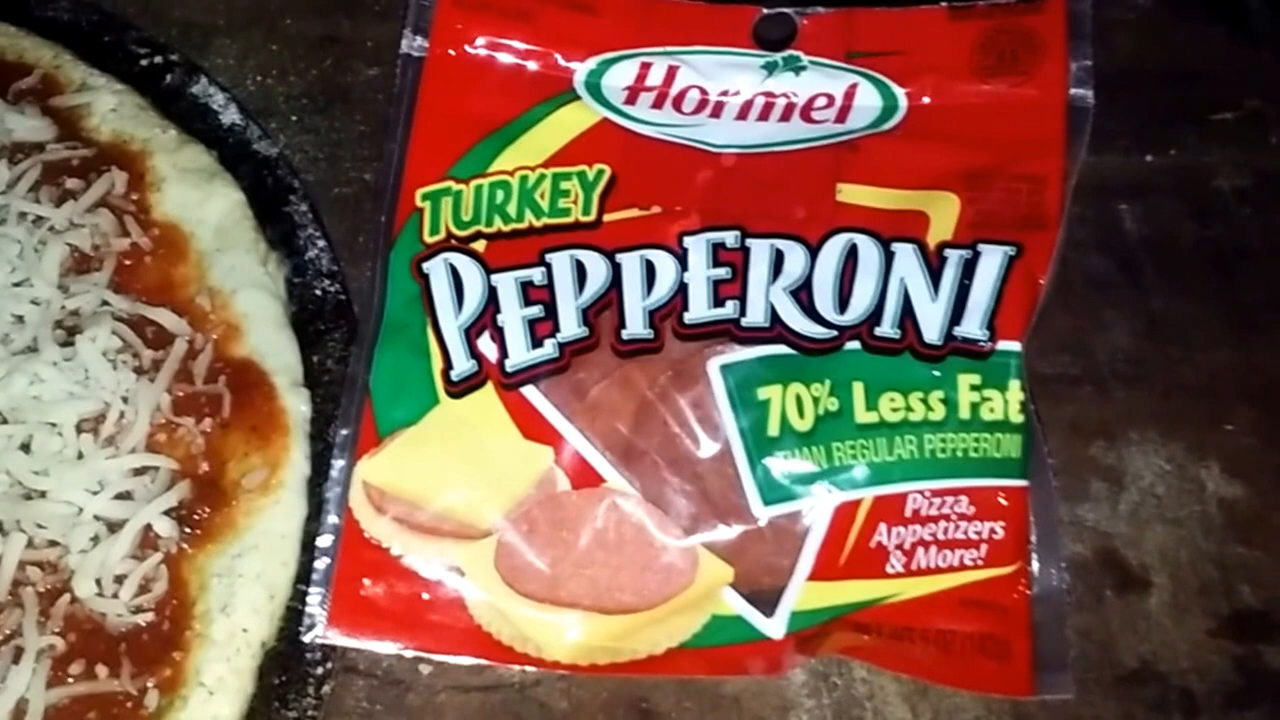 Hormel
TURKEY
PEPPERONI
70% Less Fat
THAN REGULAR PEPPERONI
Pizza,
Appetizers
& More!